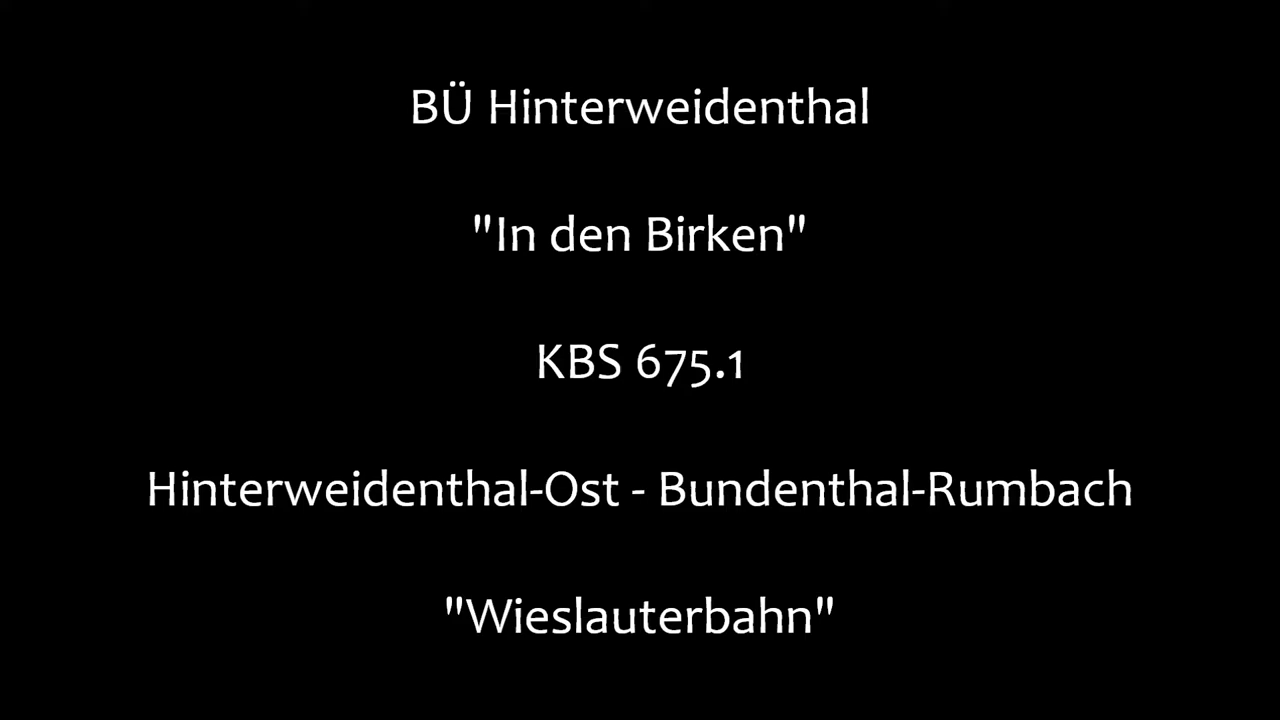 BÜ Hinterweidenthal
"In den Birken"
KBS 675.1
Hinterweidenthal-Ost - Bundenthal-Rumbach
"Wieslauterbahn"